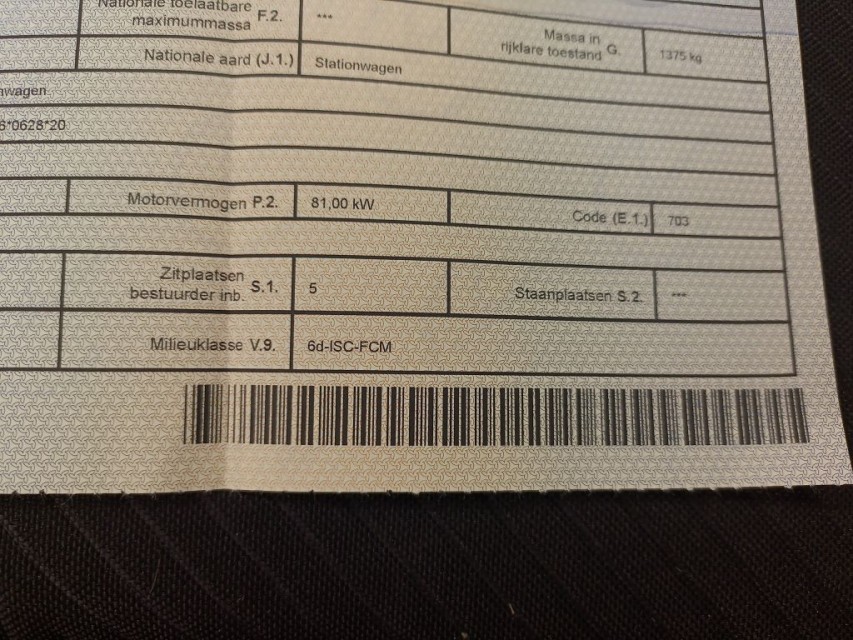 Nationale toelaatbare
maximummassa F.2. ***
Massa in
rijklare toestand G. 1375 kg
Nationale aard (J.1.) Stationwagen
wagen
6*0628*20
Motorvermogen P.2. 81,00 kW Code (E.1.) 703
Zitplaatsen
bestuurder inb. S.1. 5 Staanplaatsen S.2. ***
Milieuklasse V.9. 6d-ISC-FCM